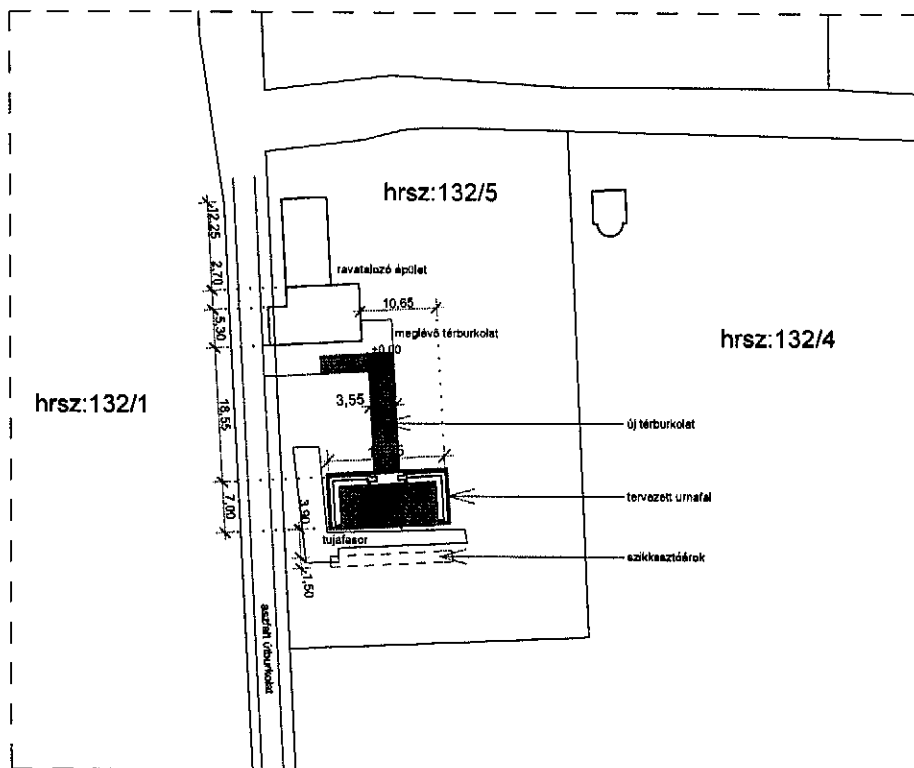 hrsz:132/5
12,25
ravatalozó épület
2,70
10,65
5,30
meglévő térburkolat
±0,00
hrsz:132/4
hrsz:132/1
3,55
18,55
új térburkolat
7,00
tervezett urnafal
3,90
tujafasor
szikkasztóárok
1,50
aszfalt útburkolat